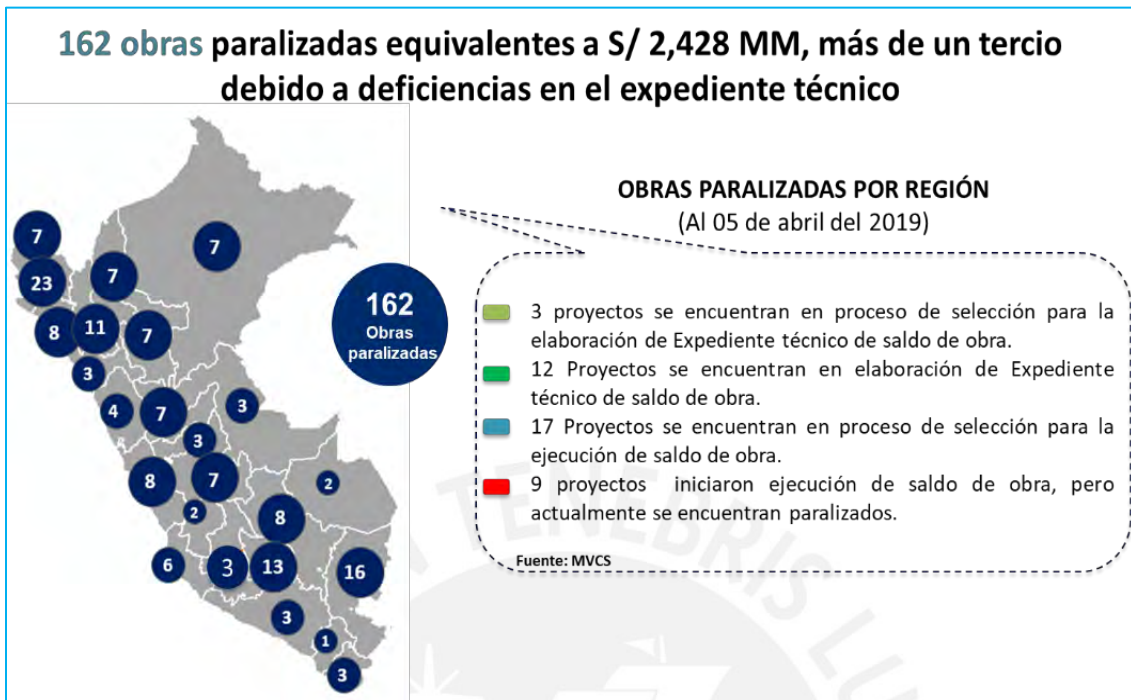 162 obras paralizadas equivalentes a S/ 2,428 MM, más de un tercio
debido a deficiencias en el expediente técnico
OBRAS PARALIZADAS POR REGIÓN
(Al 05 de abril del 2019)
7
7
7
23
162
Obras
paralizadas
8
11
7
3
4
7
3
3
8
7
2
2
8
6
3
13
16
3
1
3
3 proyectos se encuentran en proceso de selección para la
elaboración de Expediente técnico de saldo de obra.
12 Proyectos se encuentran en elaboración de Expediente
técnico de saldo de obra.
17 Proyectos se encuentran en proceso de selección para la
ejecución de saldo de obra.
9 proyectos iniciaron ejecución de saldo de obra, pero
actualmente se encuentran paralizados.
Fuente: MVCS
TENEBRIS